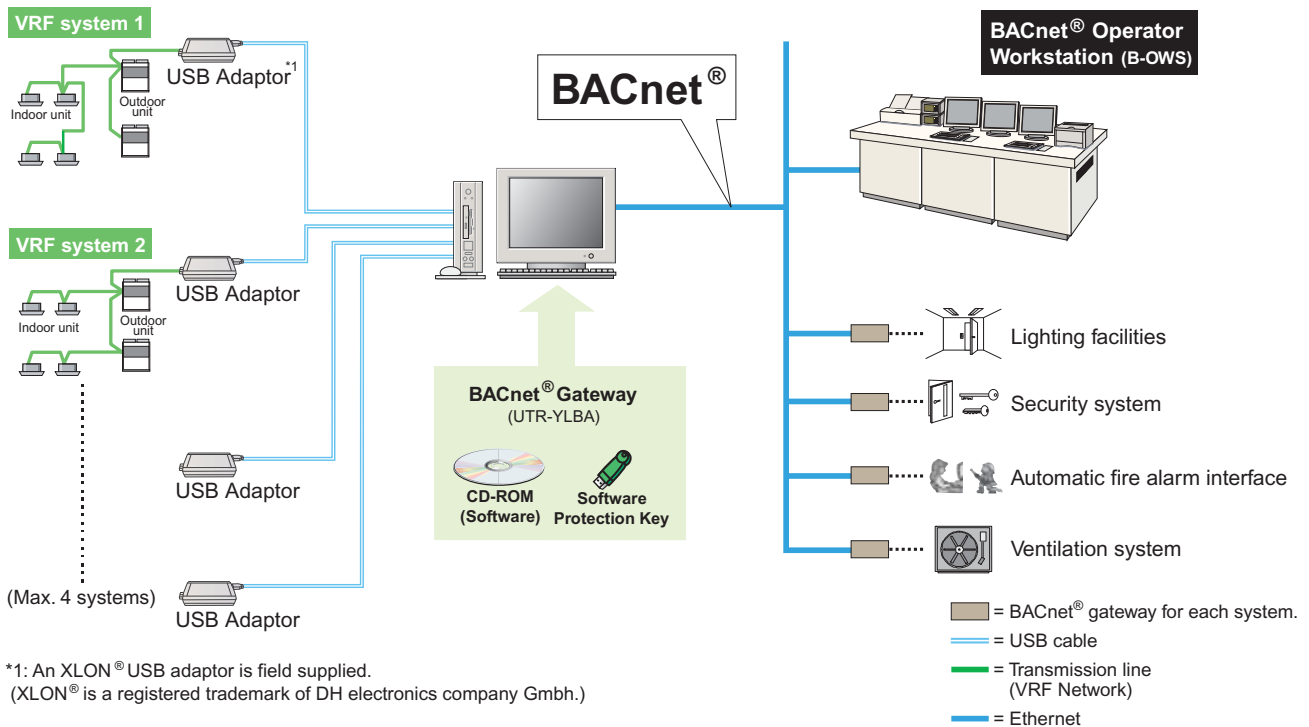 VRF system 1
USB Adaptor*1
Indoor unit
Outdoor
unit
VRF system 2
USB Adaptor
Indoor unit
Outdoor
unit
USB Adaptor
(Max. 4 systems)
USB Adaptor
*1: An XLON® USB adaptor is field supplied.
(XLON® is a registered trademark of DH electronics company Gmbh.)
BACnet®
BACnet® Gateway
(UTR-YLBA)
CD-ROM
(Software)
Software
Protection Key
BACnet® Operator
Workstation (B-OWS)
Lighting facilities
Security system
Automatic fire alarm interface
Ventilation system
= BACnet® gateway for each system.
= USB cable
= Transmission line
(VRF Network)
= Ethernet